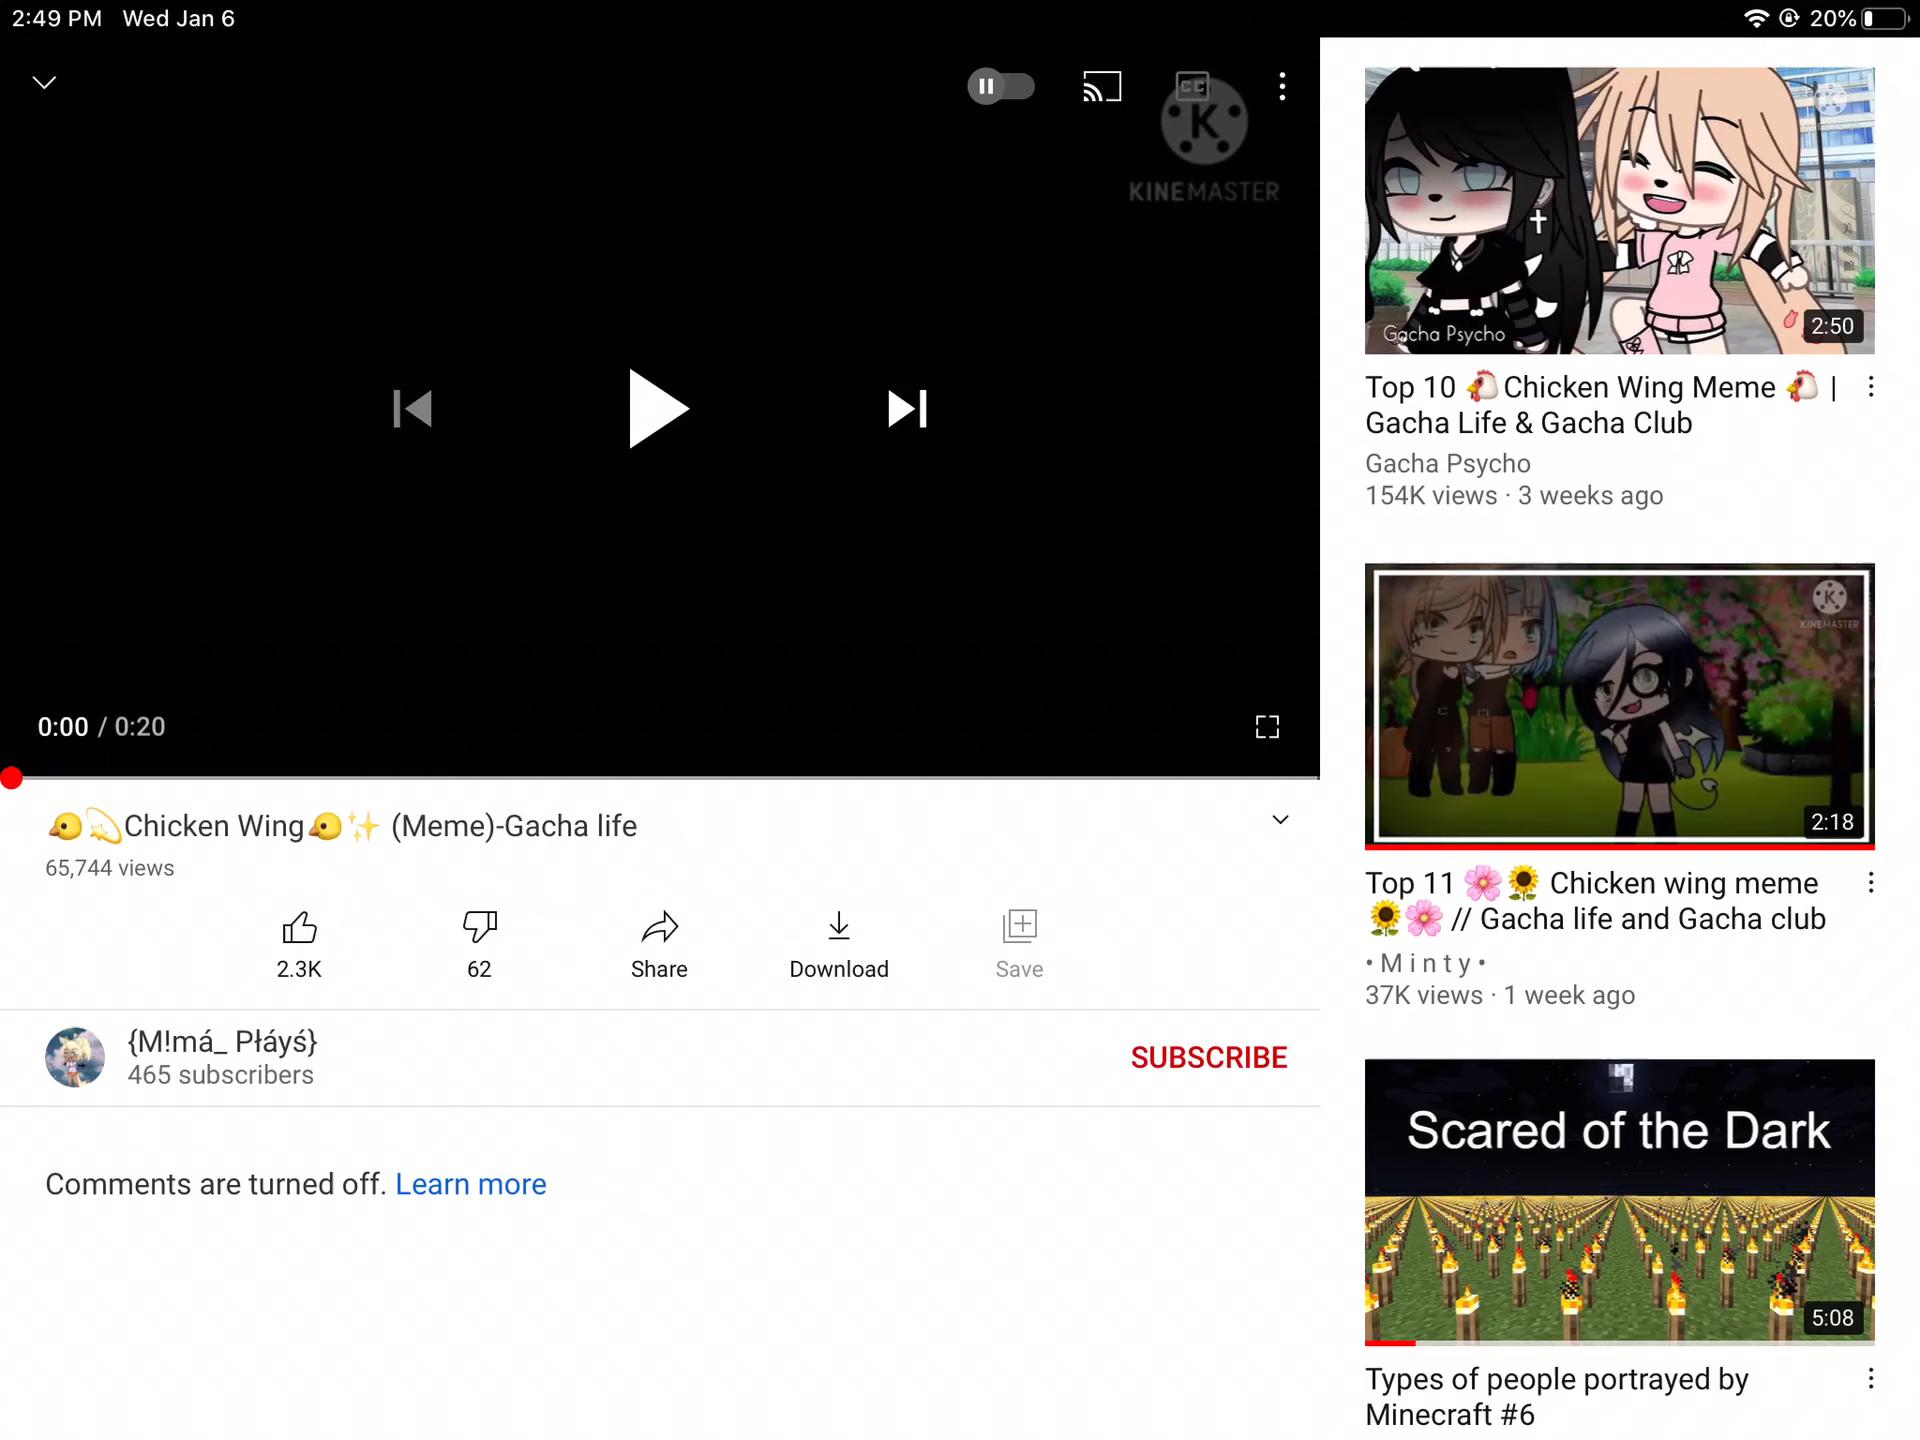 2:49 PM Wed Jan 6
20%
CC
K
KINEMASTER
0:00 / 0:20
🐤💫Chicken Wing🐤✨ (Meme)-Gacha life
65,744 views
2.3K
62
Share
Download
Save
{M!má_ Płáyś}
465 subscribers
SUBSCRIBE
Comments are turned off. Learn more
Gacha Psycho
2:50
Top 10 🐔Chicken Wing Meme 🐔 |
Gacha Life & Gacha Club
Gacha Psycho
154K views · 3 weeks ago
K
KINEMASTER
2:18
Top 11 🌸🌻 Chicken wing meme
🌻🌸 // Gacha life and Gacha club
• M i n t y •
37K views · 1 week ago
Scared of the Dark
5:08
Types of people portrayed by
Minecraft #6